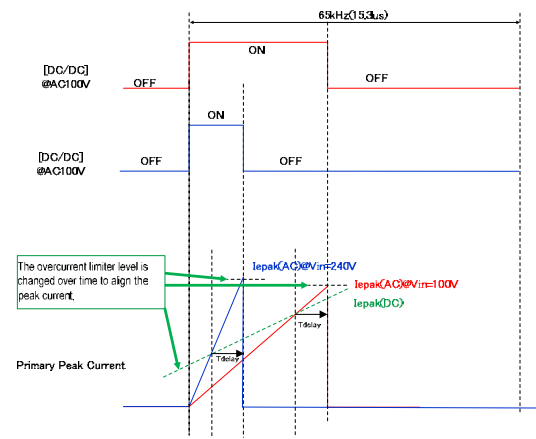 65kHz(15.3us)
ON
[DC/DC]
@AC100V
OFF
OFF
ON
[DC/DC]
@AC100V
OFF
OFF
The overcurrent limiter level is
changed over time to align the
peak current.
Iepak(AC)@Vin=240V
Iepak(AC)@Vin=100V
Iepak(DC)
Tdelay
Tdelay
Primary Peak Current